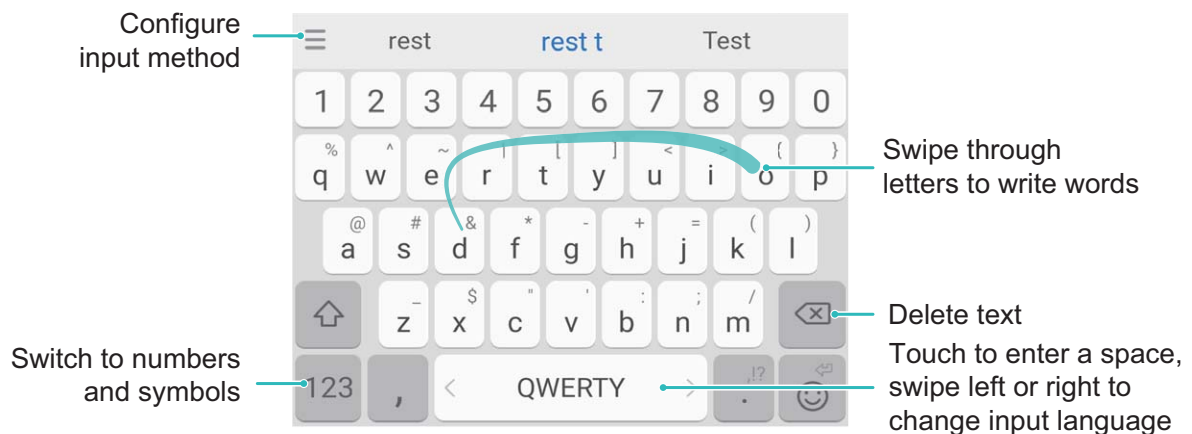 Configure
input method
rest rest t Test
1 2 3 4 5 6 7 8 9 0
% ^ ~ | [ ] < > { }
q w e r t y u i o p
Swipe through
letters to write words
@ # & * - + = ( )
a s d f g h j k l
_ $ " ' : ; /
z x c v b n m
Delete text
Switch to numbers
and symbols
123 , < QWERTY > ,!? .
Touch to enter a space,
swipe left or right to
change input language